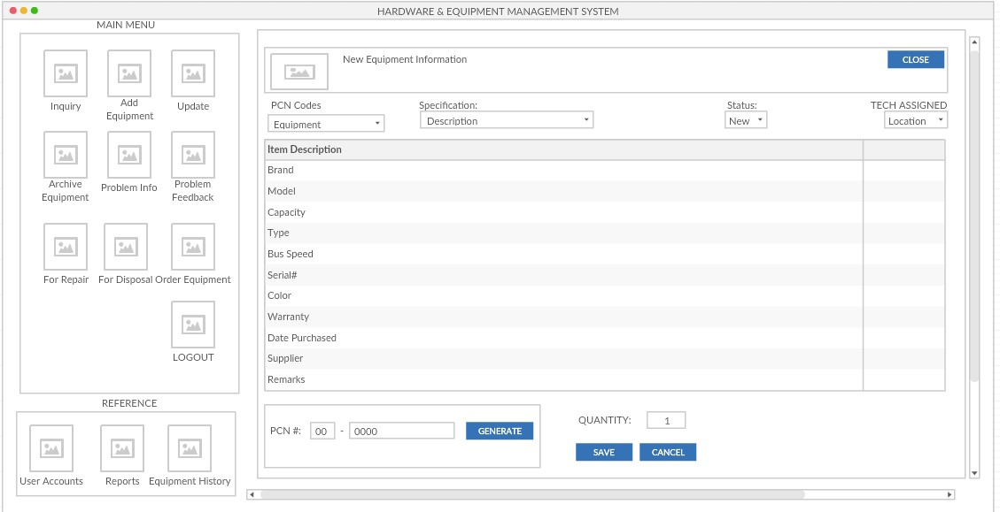 HARDWARE & EQUIPMENT MANAGEMENT SYSTEM
MAIN MENU
Inquiry
Add
Equipment
Update
Archive
Equipment
Problem Info
Problem
Feedback
For Repair
For Disposal
Order Equipment
LOGOUT
REFERENCE
User Accounts
Reports
Equipment History
New Equipment Information
CLOSE
PCN Codes
Equipment
Specification:
Description
Status:
New
TECH ASSIGNED
Location
Item Description
Brand
Model
Capacity
Type
Bus Speed
Serial#
Color
Warranty
Date Purchased
Supplier
Remarks
PCN #: 00 - 0000 GENERATE
QUANTITY: 1
SAVE CANCEL